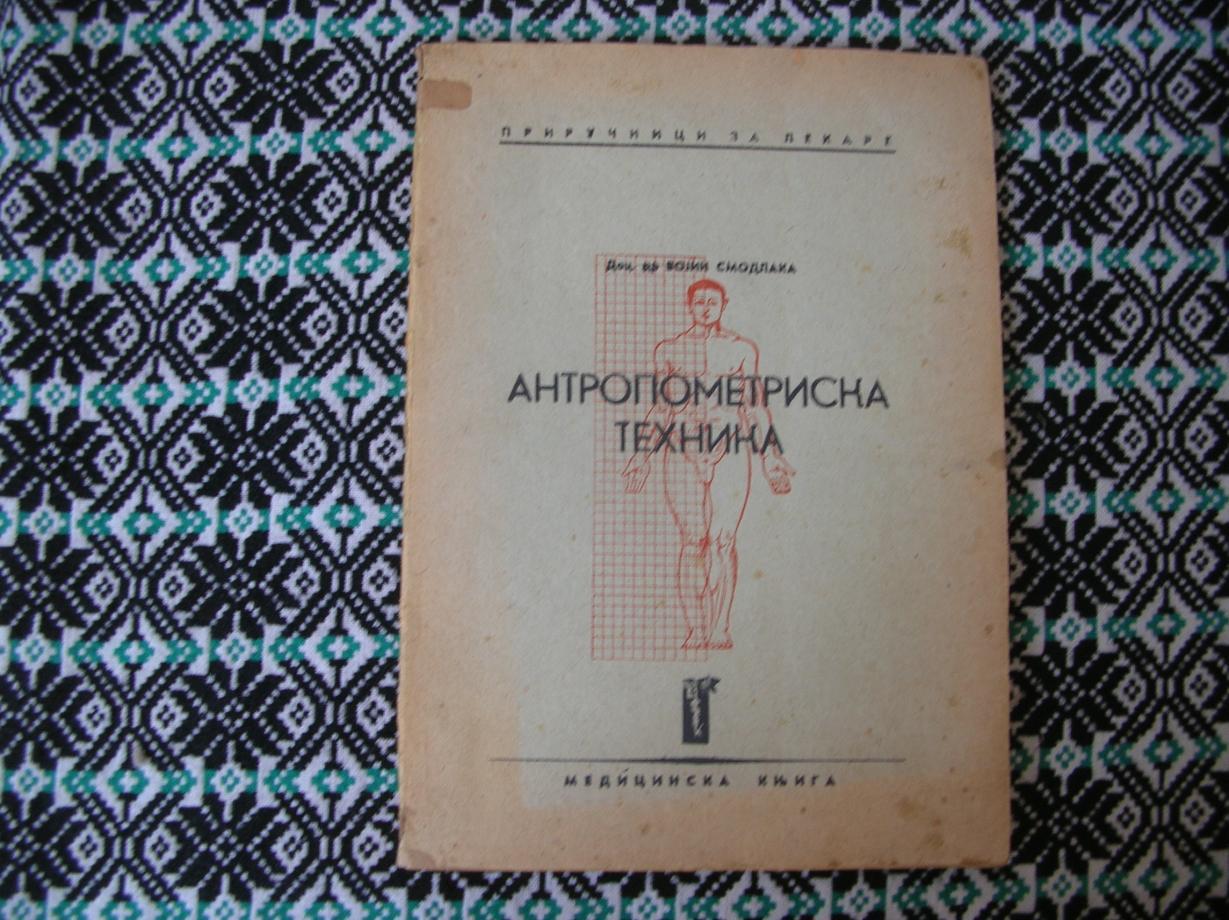 ПРИРУЧНИЦИ ЗА ЛЕКАРЕ
Доц. др ВОЈИН СМОДЛАКА
АНТРОПОМЕТРИСКА
ТЕХНИКА
МЕДИЦИНСКА КЊИГА